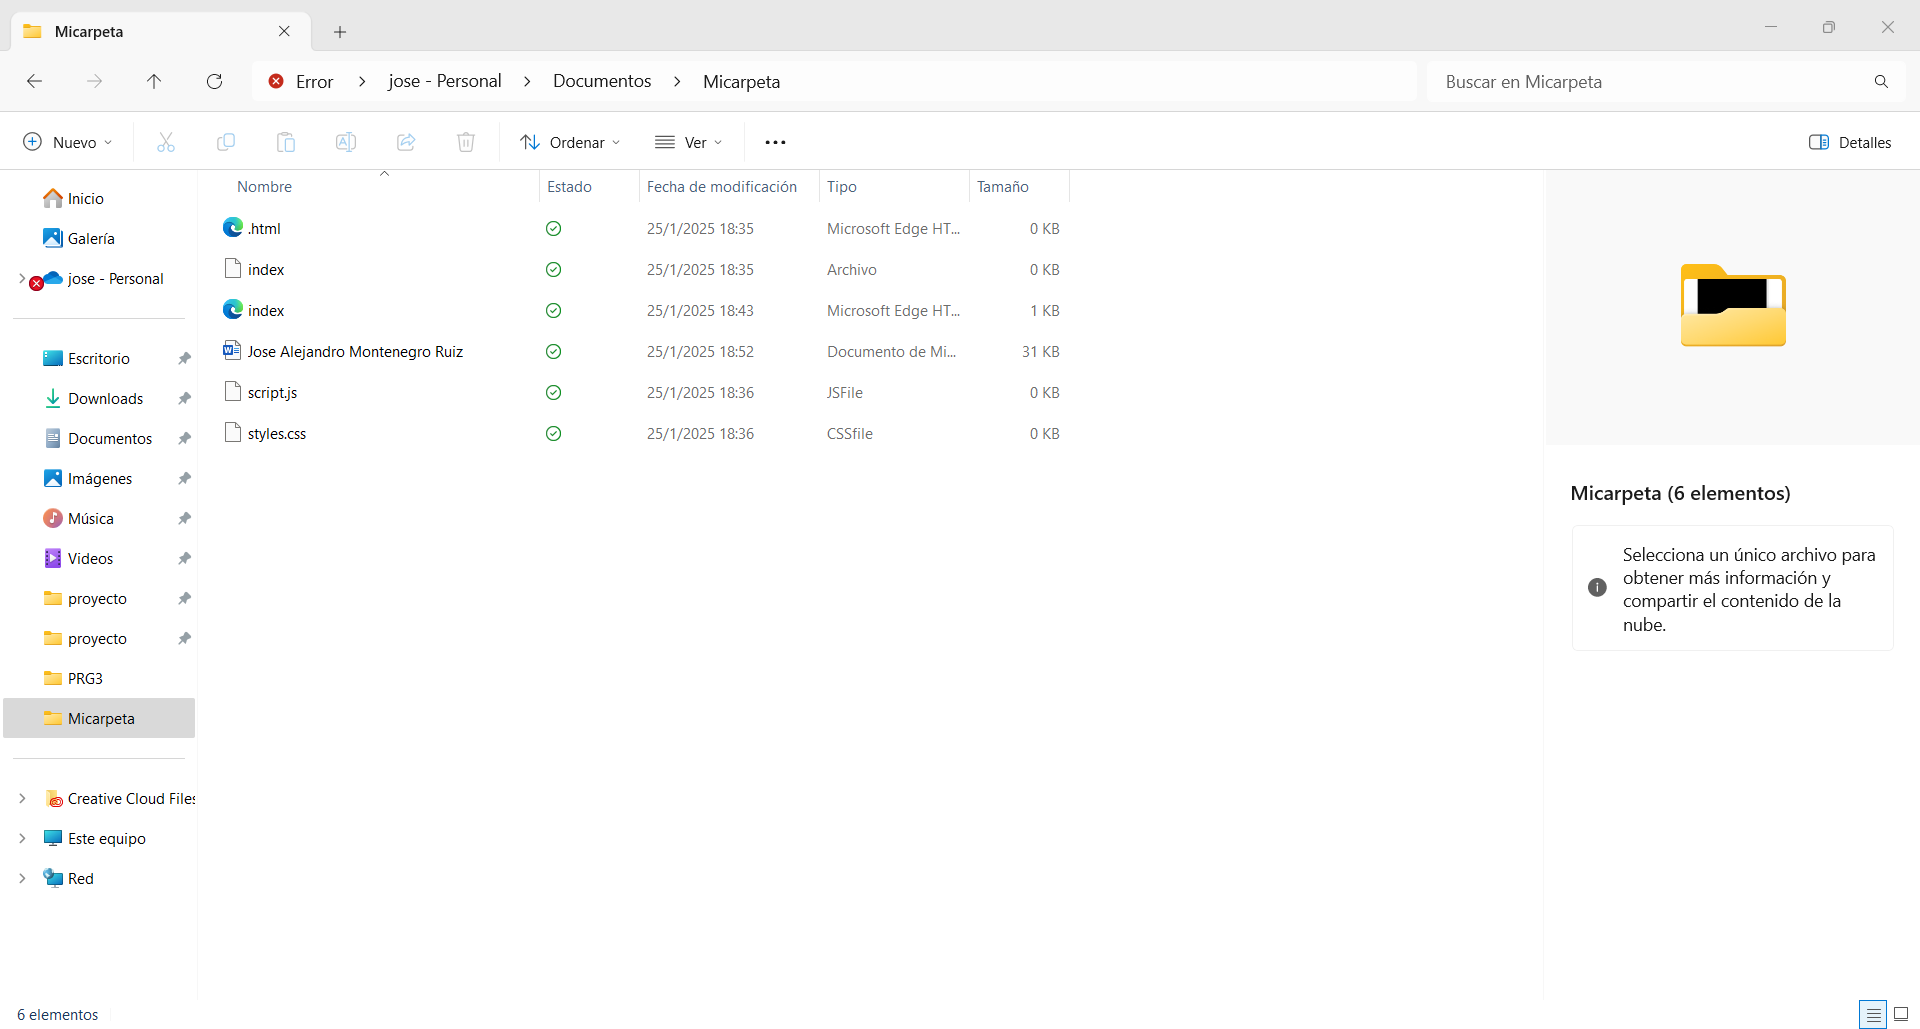 Micarpeta
Error > jose - Personal > Documentos > Micarpeta
Buscar en Micarpeta
Nuevo
Ordenar
Ver
Detalles
Inicio
Galería
jose - Personal
Escritorio
Downloads
Documentos
Imágenes
Música
Videos
proyecto
proyecto
PRG3
Micarpeta
Creative Cloud Files
Este equipo
Red
Nombre Estado Fecha de modificación Tipo Tamaño
.html 25/1/2025 18:35 Microsoft Edge HT... 0 KB
index 25/1/2025 18:35 Archivo 0 KB
index 25/1/2025 18:43 Microsoft Edge HT... 1 KB
Jose Alejandro Montenegro Ruiz 25/1/2025 18:52 Documento de Mi... 31 KB
script.js 25/1/2025 18:36 JSFile 0 KB
styles.css 25/1/2025 18:36 CSSfile 0 KB
Micarpeta (6 elementos)
Selecciona un único archivo para
obtener más información y
compartir el contenido de la
nube.
6 elementos